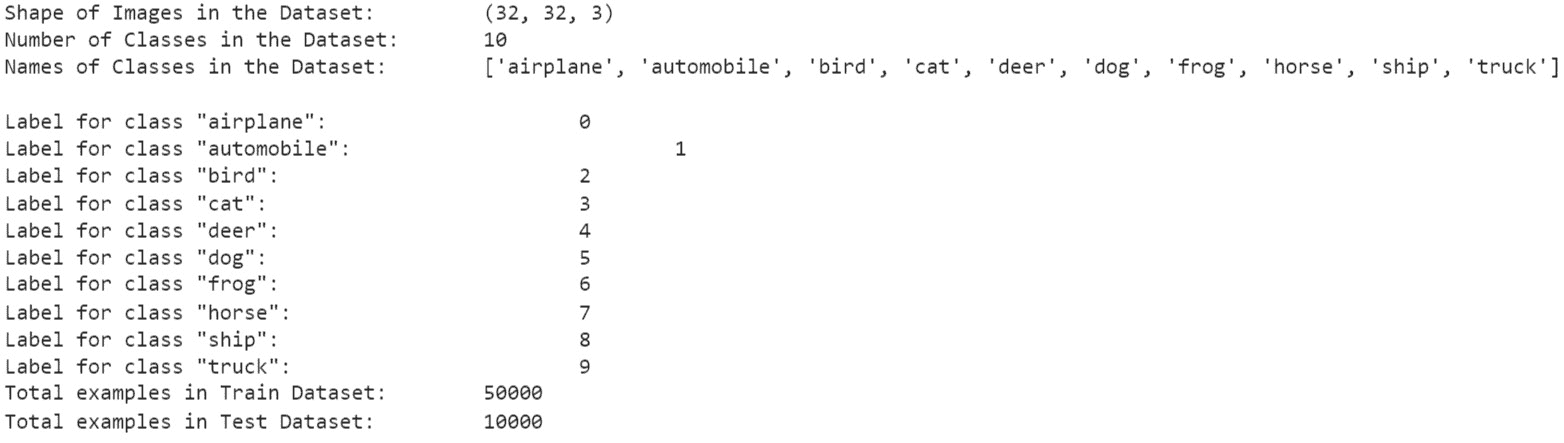 Shape of Images in the Dataset: (32, 32, 3)
Number of Classes in the Dataset: 10
Names of Classes in the Dataset: ['airplane', 'automobile', 'bird', 'cat', 'deer', 'dog', 'frog', 'horse', 'ship', 'truck']
Label for class "airplane": 0
Label for class "automobile": 1
Label for class "bird": 2
Label for class "cat": 3
Label for class "deer": 4
Label for class "dog": 5
Label for class "frog": 6
Label for class "horse": 7
Label for class "ship": 8
Label for class "truck": 9
Total examples in Train Dataset: 50000
Total examples in Test Dataset: 10000